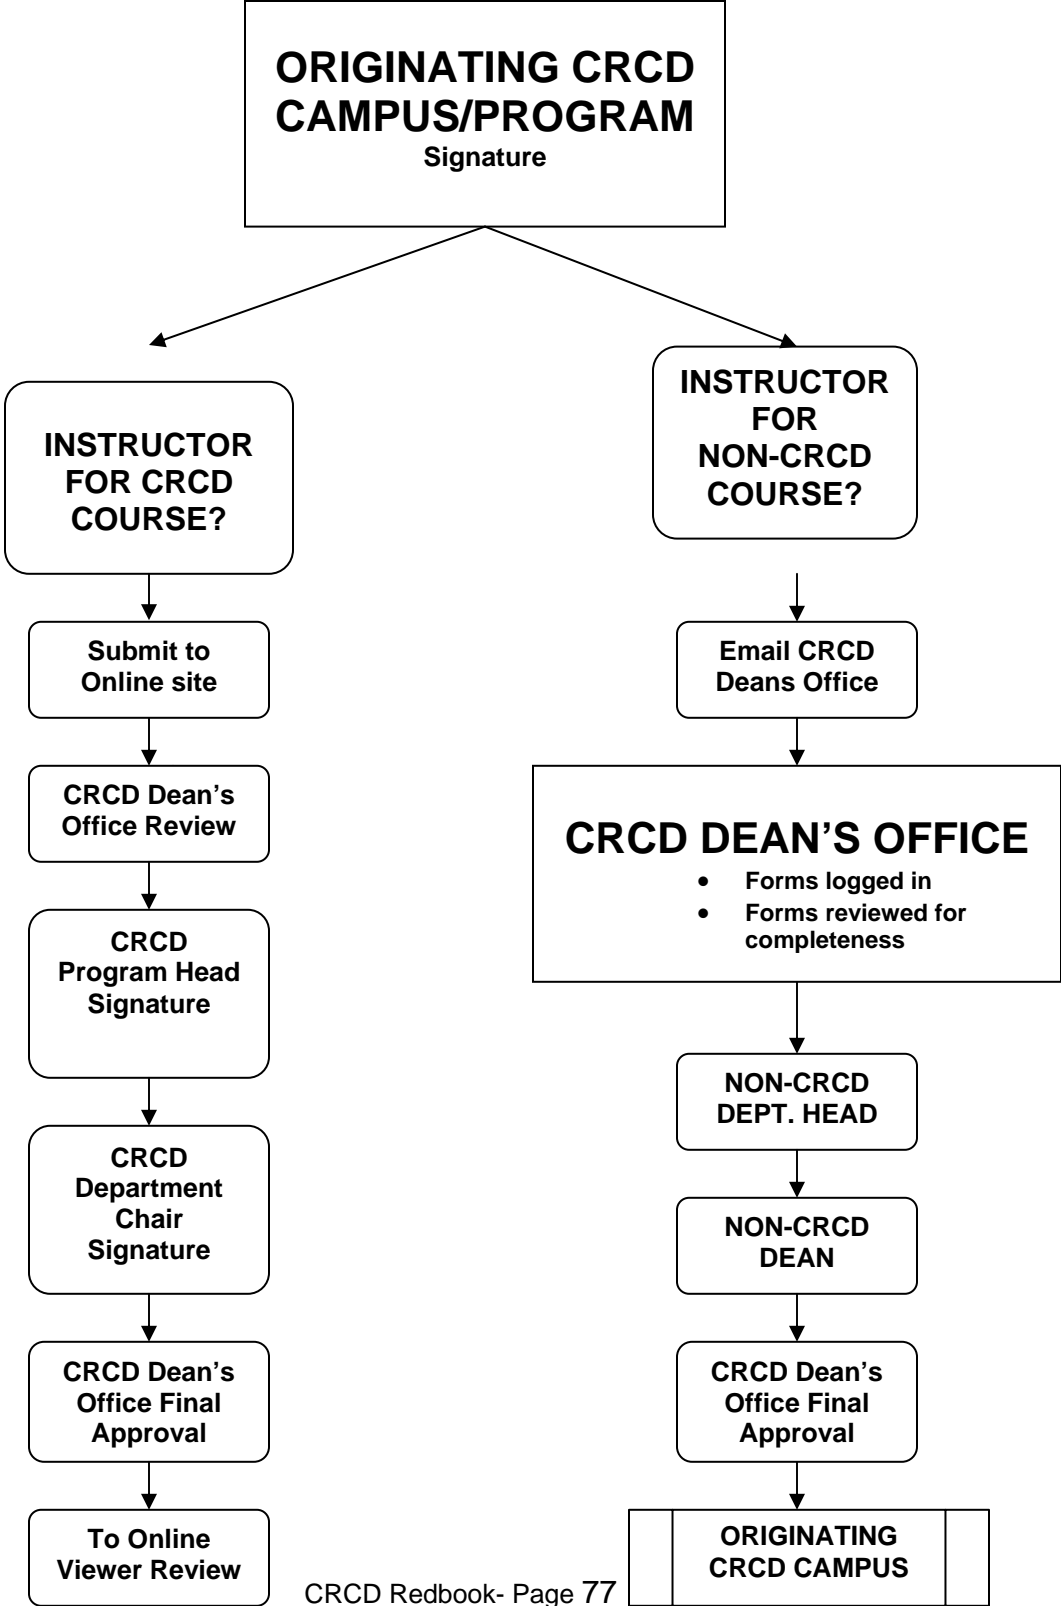 ORIGINATING CRCD
CAMPUS/PROGRAM
Signature
INSTRUCTOR
FOR CRCD
COURSE?
Submit to
Online site
CRCD Dean’s
Office Review
CRCD
Program Head
Signature
CRCD
Department
Chair
Signature
CRCD Dean’s
Office Final
Approval
To Online
Viewer Review
INSTRUCTOR
FOR
NON-CRCD
COURSE?
Email CRCD
Deans Office
CRCD DEAN’S OFFICE
• Forms logged in
• Forms reviewed for
completeness
NON-CRCD
DEPT. HEAD
NON-CRCD
DEAN
CRCD Dean’s
Office Final
Approval
ORIGINATING
CRCD CAMPUS
CRCD Redbook- Page 77